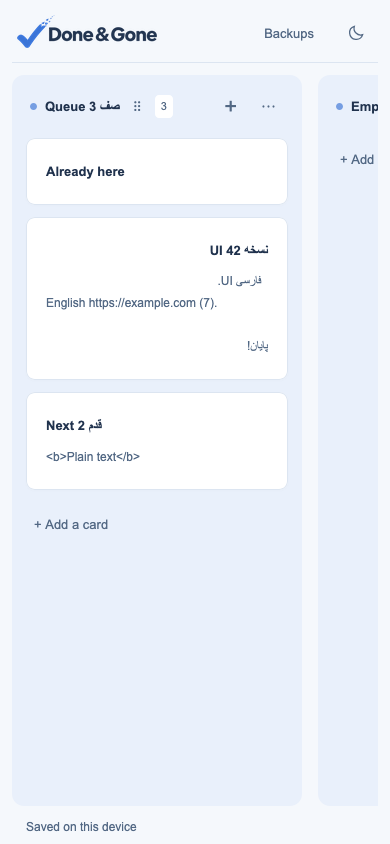 Done & Gone
Backups
Queue 3 صف
3
+
...
Already here
نسخه 42 UI
فارسی UI.
English https://example.com (7).
پایان!
Next 2 قدم
<b>Plain text</b>
+ Add a card
Emp
+ Add
Saved on this device